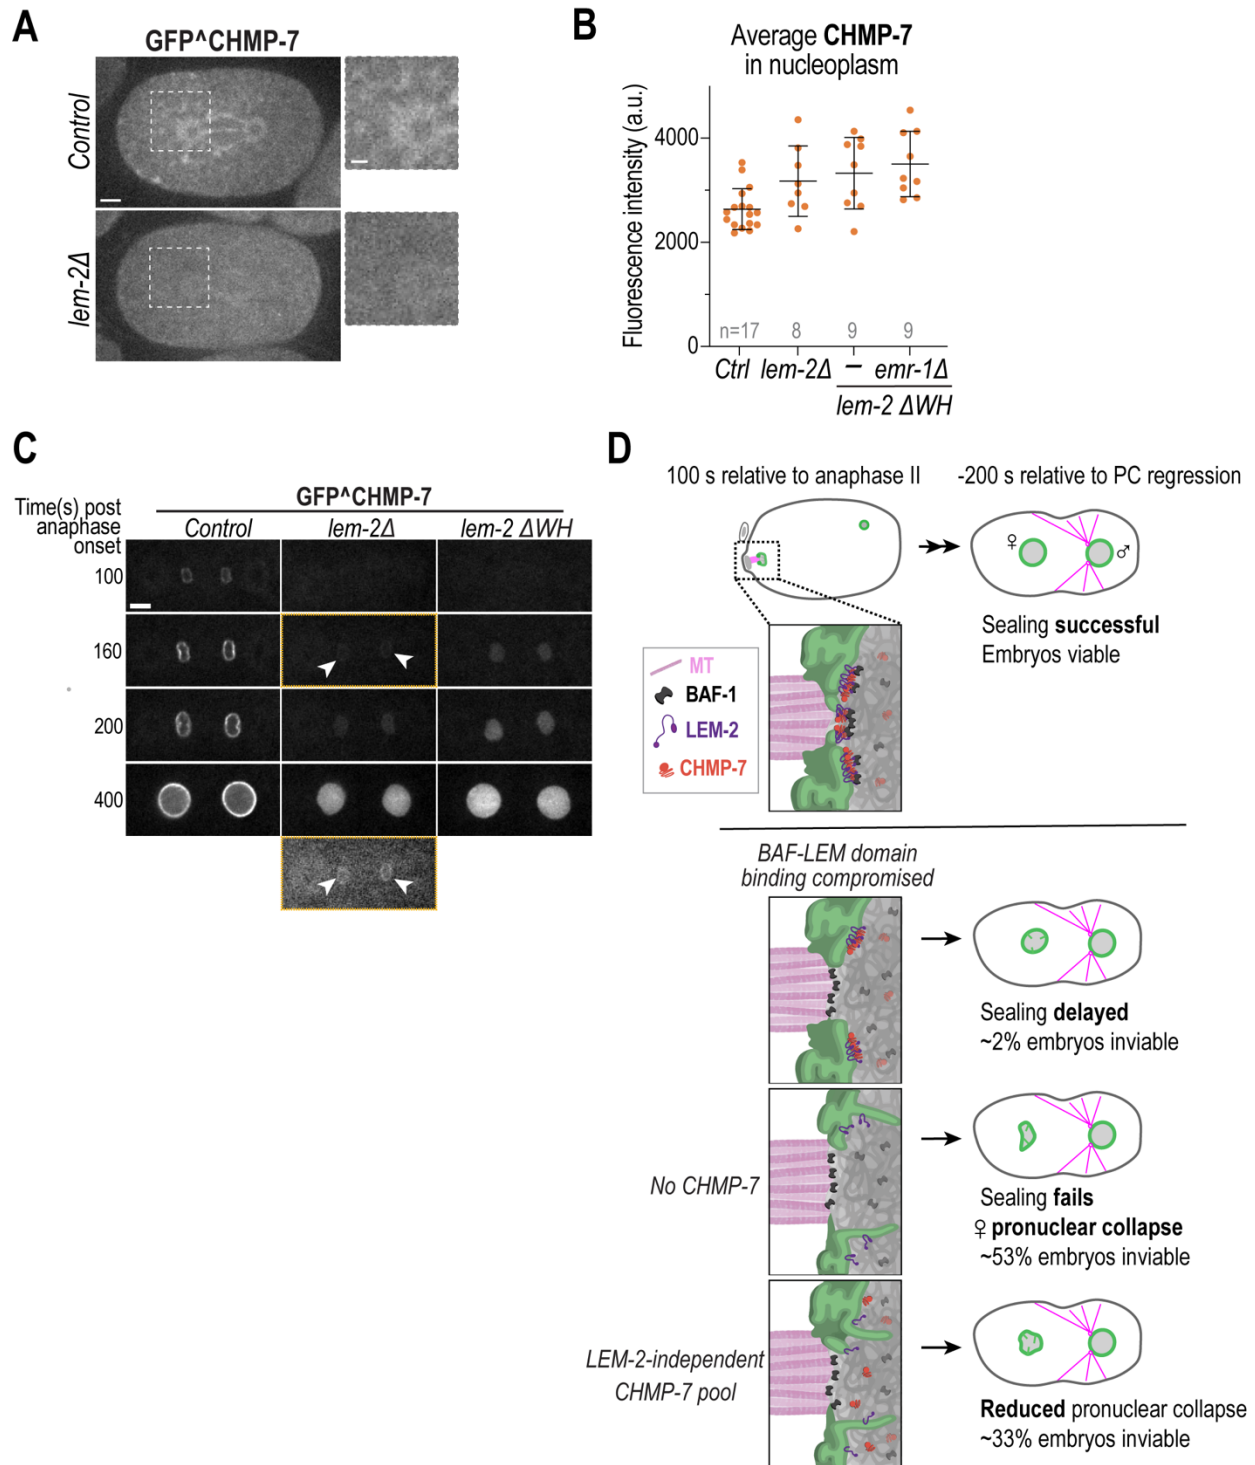 A
GFP^CHMP-7
Control
lem-2Δ
B
Average CHMP-7
in nucleoplasm
Fluorescence intensity (a.u.)
4000
2000
0
n=17 8 9 9
Ctrl lem-2Δ – emr-1Δ
lem-2 ΔWH
C
GFP^CHMP-7
Time(s) post
anaphase
onset
Control lem-2Δ lem-2 ΔWH
100
160
200
400
D
100 s relative to anaphase II
-200 s relative to PC regression
♀
♂
Sealing successful
Embryos viable
MT
BAF-1
LEM-2
CHMP-7
BAF-LEM domain
binding compromised
Sealing delayed
~2% embryos inviable
No CHMP-7
Sealing fails
♀ pronuclear collapse
~53% embryos inviable
LEM-2-independent
CHMP-7 pool
Reduced pronuclear collapse
~33% embryos inviable